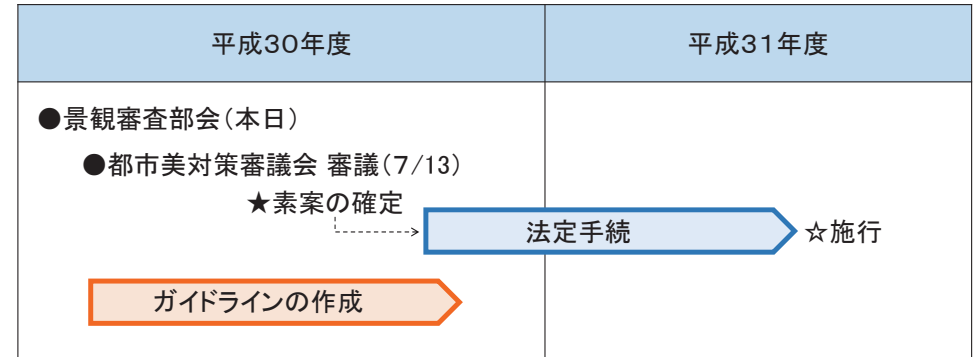 平成30年度
平成31年度
●景観審査部会（本日）
●都市美対策審議会 審議（7/13）
★素案の確定
法定手続
☆施行
ガイドラインの作成